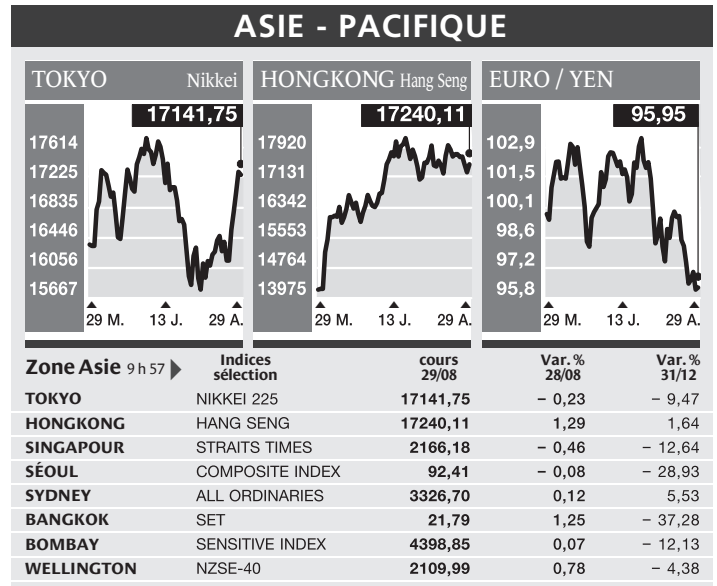 ASIE - PACIFIQUE
TOKYO Nikkei
17141,75
17614
17225
16835
16446
16056
15667
29 M. 13 J. 29 A.
HONGKONG Hang Seng
17240,11
17920
17131
16342
15553
14764
13975
29 M. 13 J. 29 A.
EURO / YEN
95,95
102,9
101,5
100,1
98,6
97,2
95,8
29 M. 13 J. 29 A.
Zone Asie 9 h 57 Indices sélection cours 29/08 Var. % 28/08 Var. % 31/12
TOKYO NIKKEI 225 17141,75 – 0,23 – 9,47
HONGKONG HANG SENG 17240,11 1,29 1,64
SINGAPOUR STRAITS TIMES 2166,18 – 0,46 – 12,64
SÉOUL COMPOSITE INDEX 92,41 – 0,08 – 28,93
SYDNEY ALL ORDINARIES 3326,70 0,12 5,53
BANGKOK SET 21,79 1,25 – 37,28
BOMBAY SENSITIVE INDEX 4398,85 0,07 – 12,13
WELLINGTON NZSE-40 2109,99 0,78 – 4,38